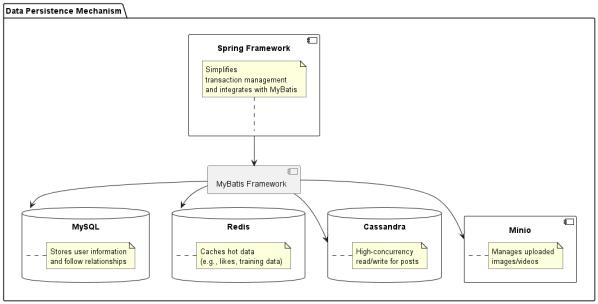 Data Persistence Mechanism
Spring Framework
Simplifies
transaction management
and integrates with MyBatis
MyBatis Framework
MySQL
Stores user information
and follow relationships
Redis
Caches hot data
(e.g., likes, training data)
Cassandra
High-concurrency
read/write for posts
Minio
Manages uploaded
images/videos